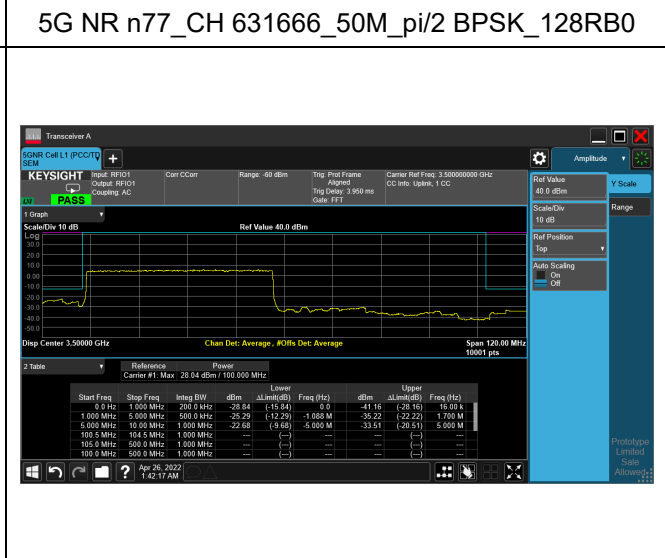 5G NR n77_CH 631666_50M_pi/2 BPSK_128RB0
Transceiver A
5GNR Cell L1 (PCC/TD
SEM
+
Amplitude
KEYSIGHT
LU
PASS
Input: RFIO1
Output: RFIO1
Coupling: AC
Corr CCorr
Range: -60 dBm
Trig: Prot Frame
Aligned
Trig Delay: 3.950 ms
Gate: FFT
Carrier Ref Freq: 3.500000000 GHz
CC Info: Uplink, 1 CC
Ref Value
40.0 dBm
Y Scale
Scale/Div
10 dB
Range
Ref Position
Top
Auto Scaling
On
Off
1 Graph
Scale/Div 10 dB
Ref Value 40.0 dBm
Log
30.0
20.0
10.0
0.00
-10.0
-20.0
-30.0
-40.0
-50.0
Disp Center 3.50000 GHz
Chan Det: Average, #Offs Det: Average
Span 120.00 MHz
10001 pts
2 Table
Reference Power
Carrier #1: Max 28.04 dBm / 100.000 MHz
Lower Upper
Start Freq Stop Freq Integ BW dBm ΔLimit(dB) Freq (Hz) dBm ΔLimit(dB) Freq (Hz)
0.0 Hz 1.000 MHz 200.0 kHz -28.84 (-15.84) 0.0 -41.16 (-28.16) 16.00 k
1.000 MHz 5.000 MHz 500.0 kHz -25.29 (-12.29) -1.088 M -35.22 (-22.22) 1.700 M
5.000 MHz 10.00 MHz 1.000 MHz -22.68 (-9.68) -5.000 M -33.51 (-20.51) 5.000 M
100.5 MHz 104.5 MHz 1.000 MHz --- (---) --- --- (---) ---
105.0 MHz 500.0 MHz 1.000 MHz --- (---) --- --- (---) ---
100.0 MHz 500.0 MHz 1.000 MHz --- (---) --- --- (---) ---
Prototype
Limited
Sale
Allowed
?
Apr 26, 2022
1:42:17 AM